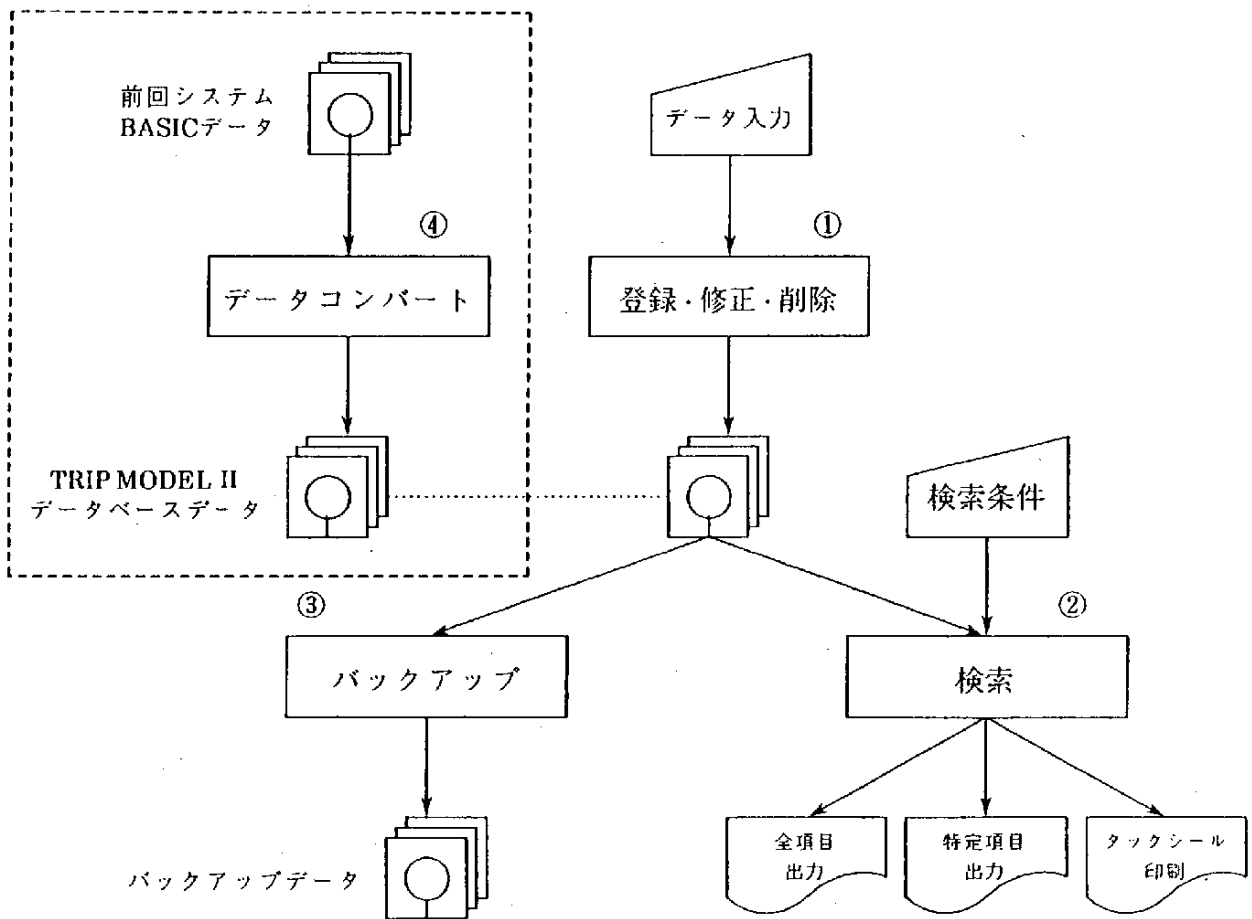 前回システム
BASICデータ
データ入力
④
①
データコンバート
登録・修正・削除
TRIP MODEL II
データベースデータ
検索条件
③
②
バックアップ
検索
全項目
出力
特定項目
出力
タックシール
印刷
バックアップデータ